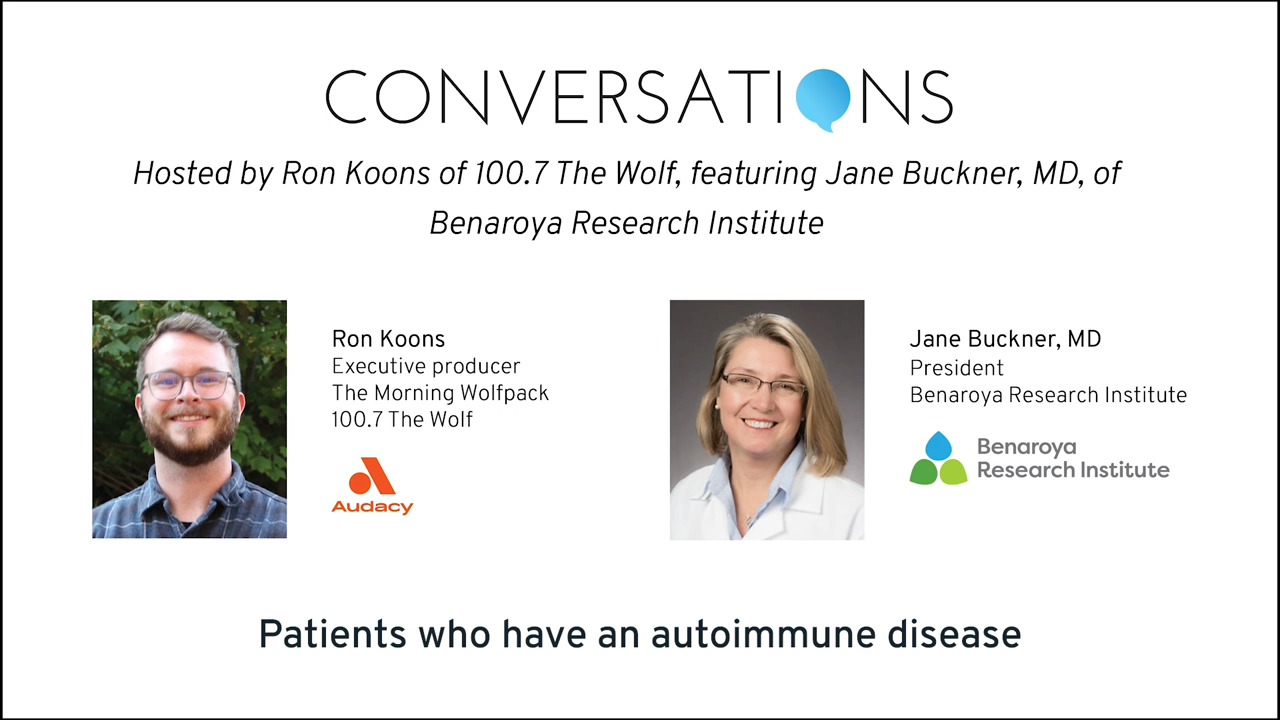 CONVERSATIONS
Hosted by Ron Koons of 100.7 The Wolf, featuring Jane Buckner, MD, of
Benaroya Research Institute
Ron Koons
Executive producer
The Morning Wolfpack
100.7 The Wolf
Audacy
Jane Buckner, MD
President
Benaroya Research Institute
Benaroya
Research Institute
Patients who have an autoimmune disease